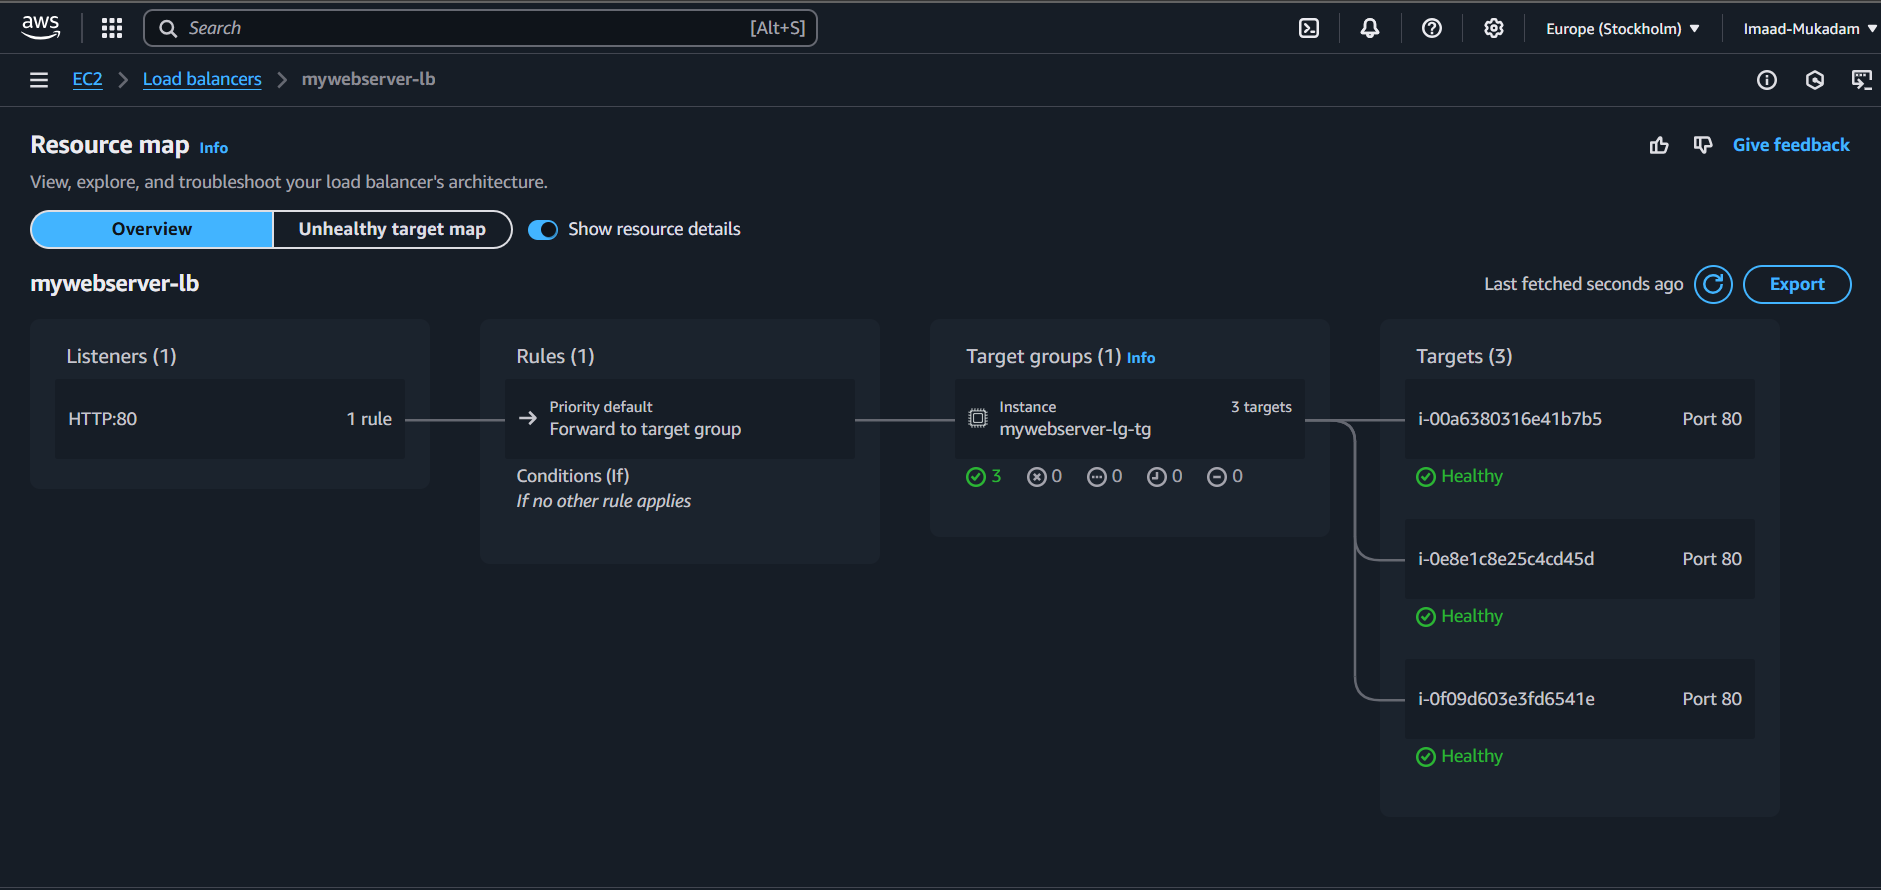 aws
Search [Alt+S]
Europe (Stockholm)
Imaad-Mukadam
EC2
Load balancers
mywebserver-lb
Resource map Info
Give feedback
View, explore, and troubleshoot your load balancer's architecture.
Overview
Unhealthy target map
Show resource details
mywebserver-lb
Last fetched seconds ago
Export
Listeners (1)
HTTP:80 1 rule
Rules (1)
Priority default
Forward to target group
Conditions (If)
If no other rule applies
Target groups (1) Info
Instance 3 targets
mywebserver-lg-tg
3 0 0 0 0
Targets (3)
i-00a6380316e41b7b5 Port 80
Healthy
i-0e8e1c8e25c4cd45d Port 80
Healthy
i-0f09d603e3fd6541e Port 80
Healthy